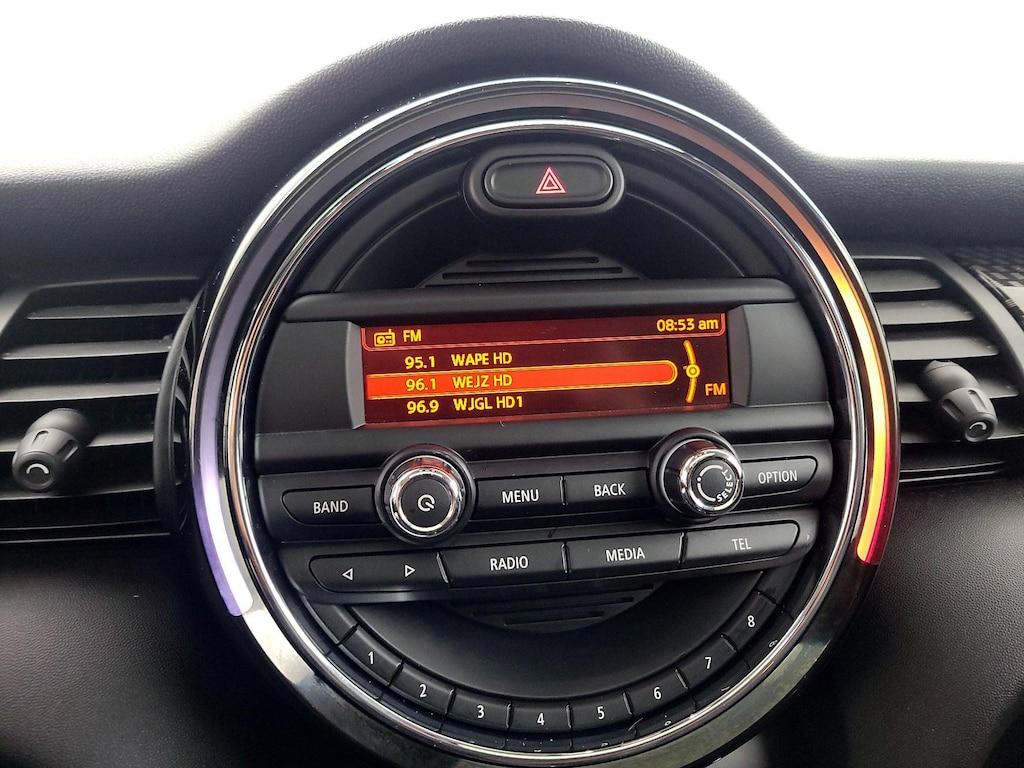 FM 08:53 am
95.1 WAPE HD
96.1 WEJZ HD
96.9 WJGL HD1
FM
BAND
MENU
BACK
SELECT
OPTION
RADIO
MEDIA
TEL
1
2
3
4
5
6
7
8